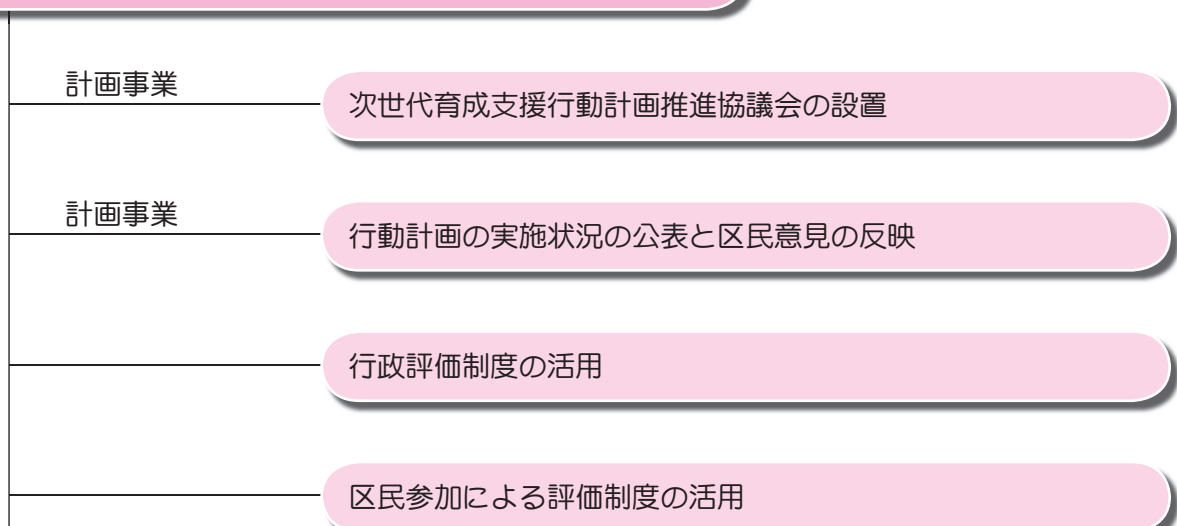 計画事業
次世代育成支援行動計画推進協議会の設置
計画事業
行動計画の実施状況の公表と区民意見の反映
行政評価制度の活用
区民参加による評価制度の活用